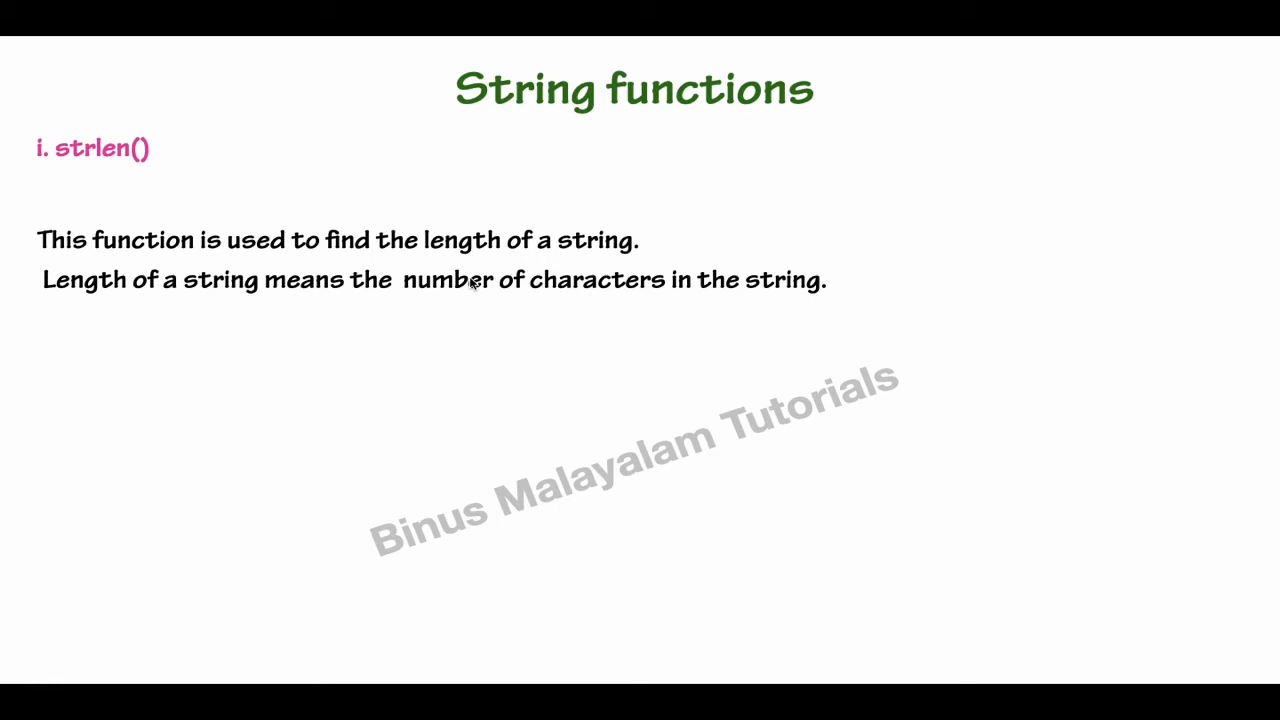 String functions
i. strlen()
This function is used to find the length of a string.
Length of a string means the number of characters in the string.
Binus Malayalam Tutorials